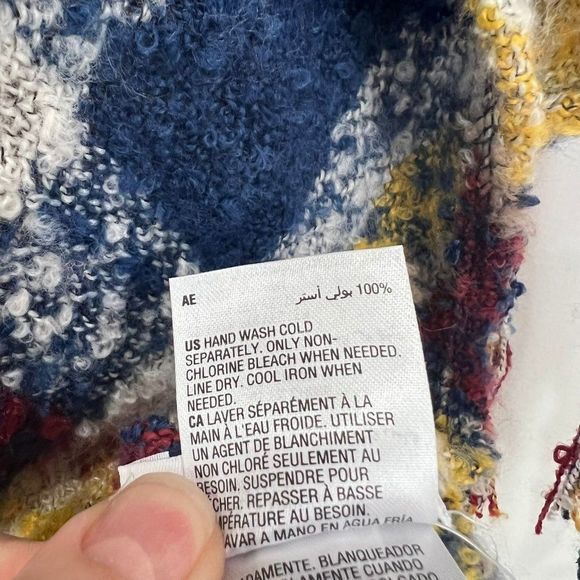 AE 100% بولي أستر
US HAND WASH COLD
SEPARATELY. ONLY NON-
CHLORINE BLEACH WHEN NEEDED.
LINE DRY. COOL IRON WHEN
NEEDED.
CA LAVER SÉPARÉMENT À LA
MAIN À L'EAU FROIDE. UTILISER
UN AGENT DE BLANCHIMENT
NON CHLORÉ SEULEMENT AU
BESOIN. SUSPENDRE POUR
SÉCHER. REPASSER À BASSE
TEMPÉRATURE AU BESOIN.
LAVAR A MANO EN AGUA FRÍA
BLANQUEADOR
CUANDO